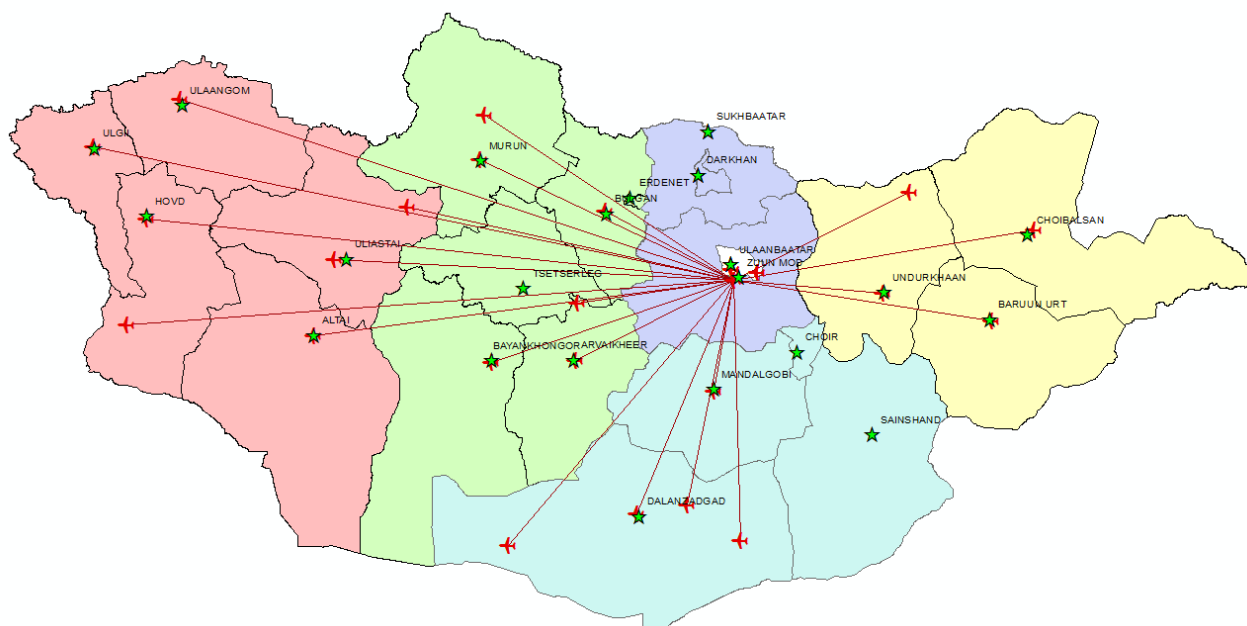 ULAANGOM
SUKHBAATAR
ULGII
MURUN
DARKHAN
ERDENET
HOVD
BULGAN
CHOIBALSAN
ULIASTAI
ULAANBAATAR
ZUUN MOD
TSETSERLEG
UNDURKHAAN
BARUUN URT
ALTAI
CHOIR
BAYANKHONGOR
ARVAIKHEER
MANDALGOBI
SAINSHAND
DALANZADGAD